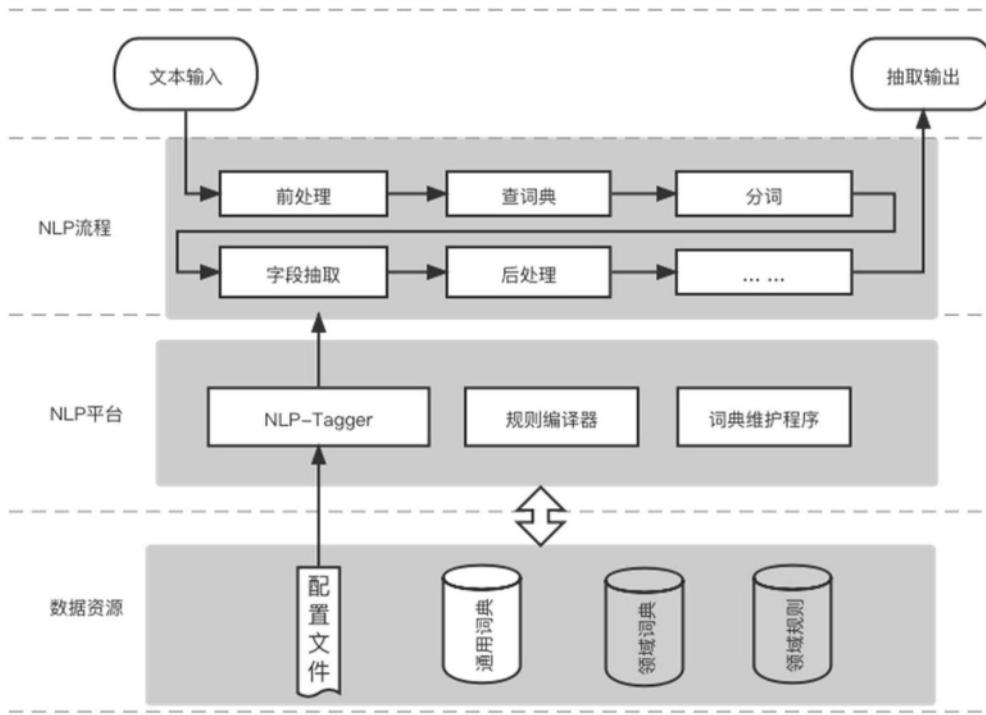 文本输入
抽取输出
NLP流程
前处理
查词典
分词
字段抽取
后处理
... ...
NLP平台
NLP-Tagger
规则编译器
词典维护程序
数据资源
配置文件
通用词典
领域词典
领域规则